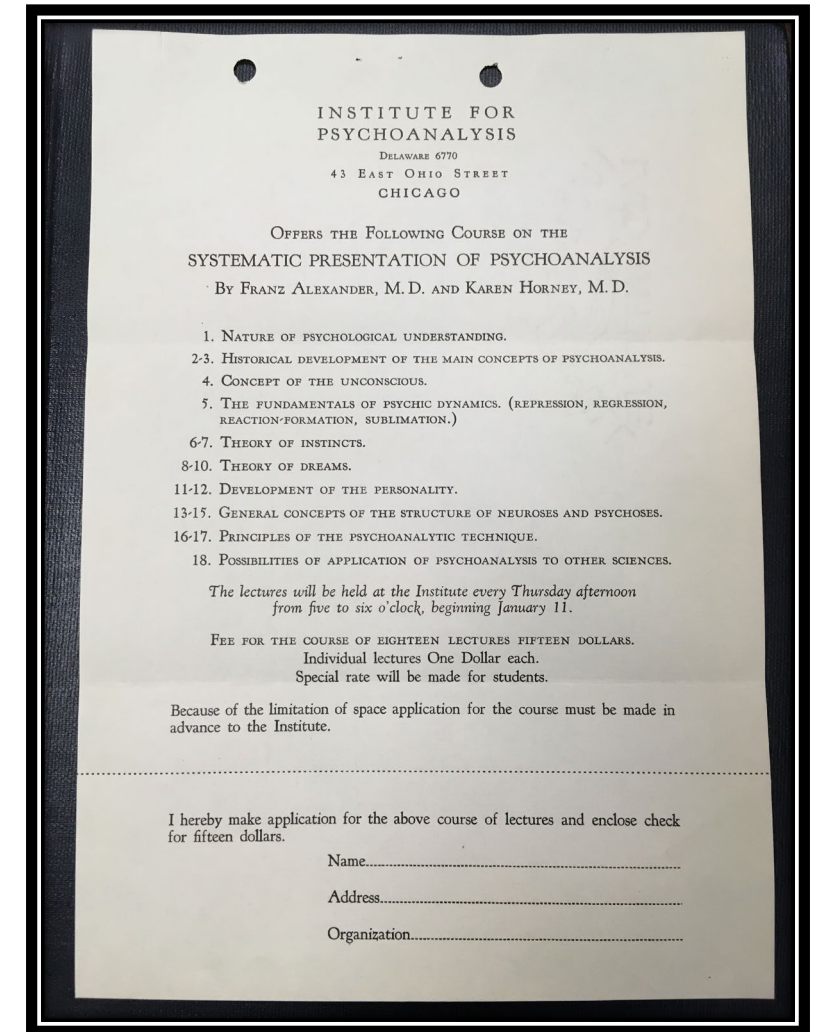 INSTITUTE FOR
PSYCHOANALYSIS
DELAWARE 6770
43 EAST OHIO STREET
CHICAGO
OFFERS THE FOLLOWING COURSE ON THE
SYSTEMATIC PRESENTATION OF PSYCHOANALYSIS
BY FRANZ ALEXANDER, M. D. AND KAREN HORNEY, M. D.
1. NATURE OF PSYCHOLOGICAL UNDERSTANDING.
2-3. HISTORICAL DEVELOPMENT OF THE MAIN CONCEPTS OF PSYCHOANALYSIS.
4. CONCEPT OF THE UNCONSCIOUS.
5. THE FUNDAMENTALS OF PSYCHIC DYNAMICS. (REPRESSION, REGRESSION,
REACTION-FORMATION, SUBLIMATION.)
6-7. THEORY OF INSTINCTS.
8-10. THEORY OF DREAMS.
11-12. DEVELOPMENT OF THE PERSONALITY.
13-15. GENERAL CONCEPTS OF THE STRUCTURE OF NEUROSES AND PSYCHOSES.
16-17. PRINCIPLES OF THE PSYCHOANALYTIC TECHNIQUE.
18. POSSIBILITIES OF APPLICATION OF PSYCHOANALYSIS TO OTHER SCIENCES.
The lectures will be held at the Institute every Thursday afternoon
from five to six o'clock, beginning January 11.
FEE FOR THE COURSE OF EIGHTEEN LECTURES FIFTEEN DOLLARS.
Individual lectures One Dollar each.
Special rate will be made for students.
Because of the limitation of space application for the course must be made in
advance to the Institute.
I hereby make application for the above course of lectures and enclose check
for fifteen dollars.
Name
Address
Organization